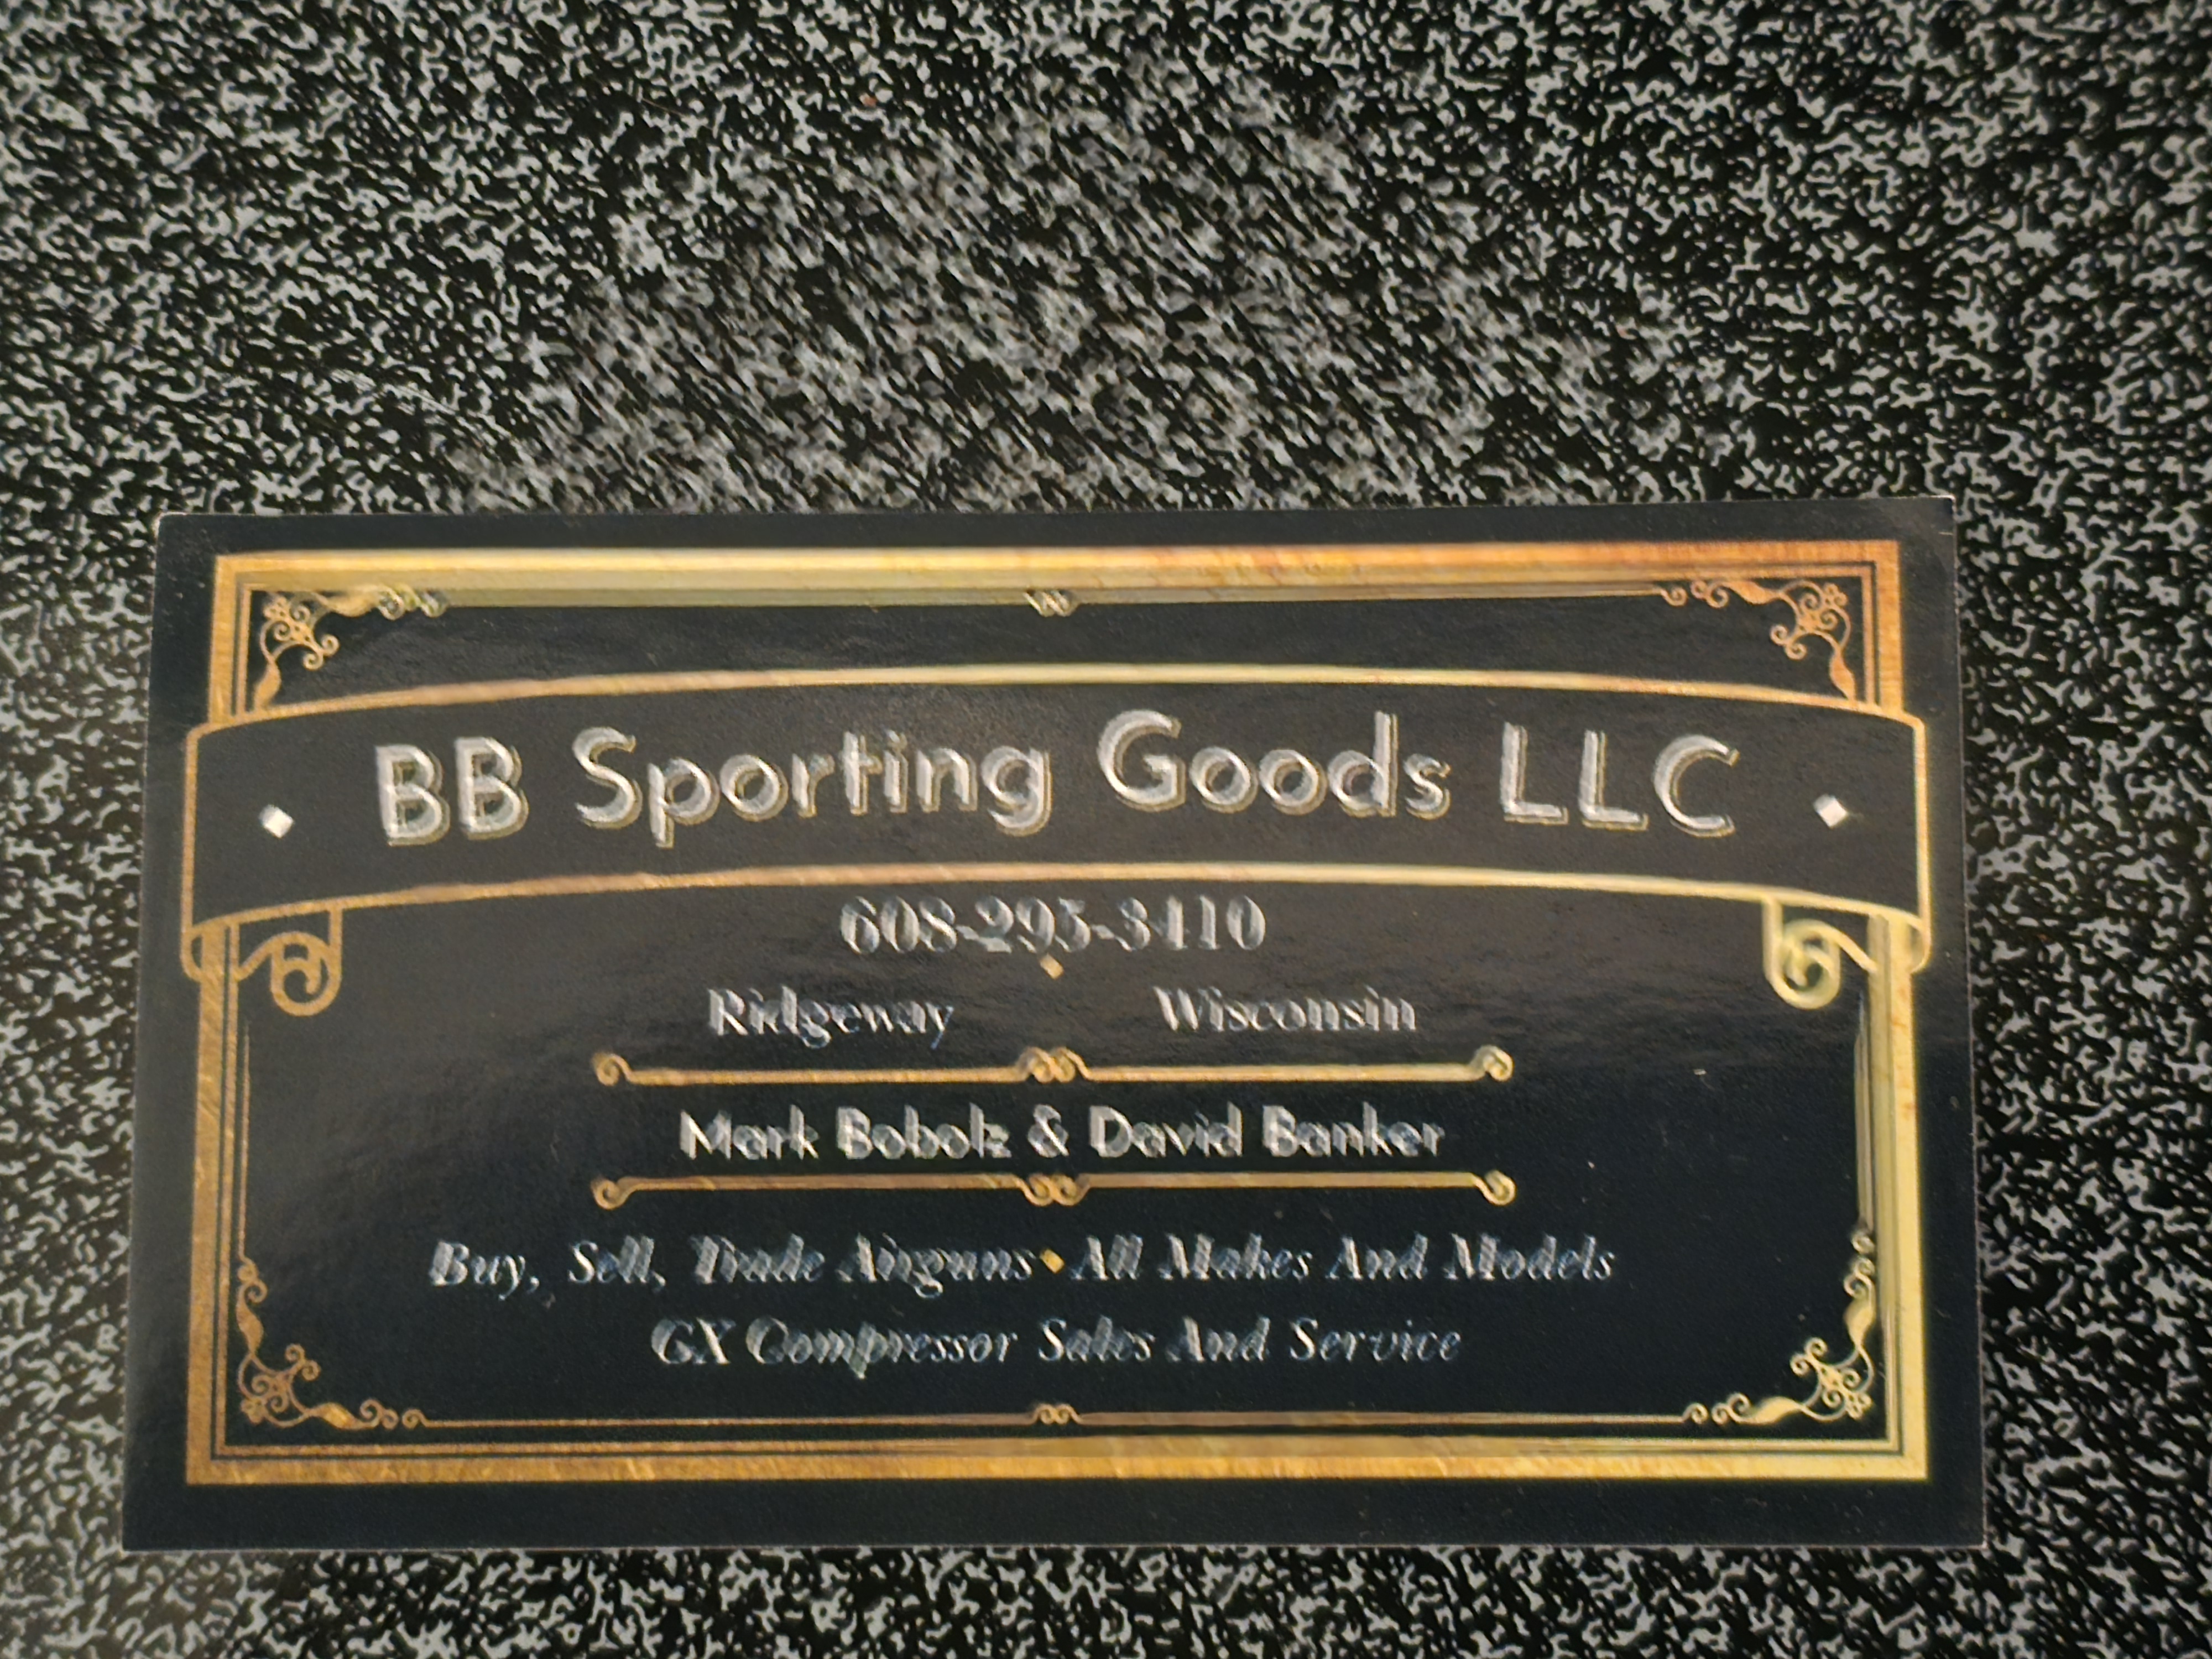 BB Sporting Goods LLC
608-295-3410
Ridgeway Wisconsin
Mark Bobolz & David Banker
Buy, Sell, Trade Airguns All Makes And Models
GX Compressor Sales And Service